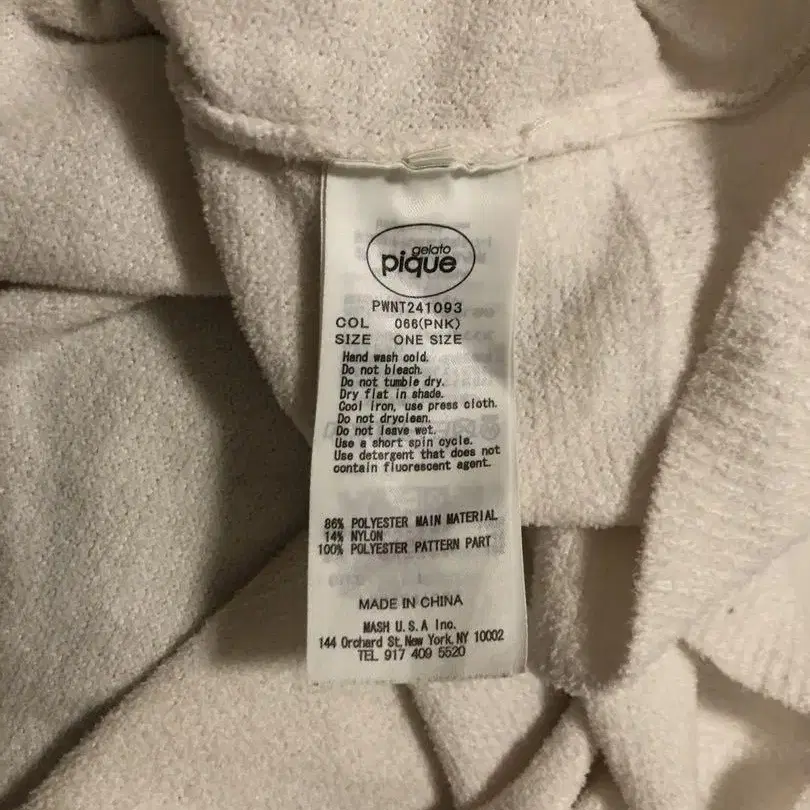 gelato
pique
PWNT241093
COL 066(PNK)
SIZE ONE SIZE
Hand wash cold.
Do not bleach.
Do not tumble dry.
Dry flat in shade.
Cool iron, use press cloth.
Do not dryclean.
Do not leave wet.
Use a short spin cycle.
Use detergent that does not
contain fluorescent agent.
86% POLYESTER MAIN MATERIAL
14% NYLON
100% POLYESTER PATTERN PART
MADE IN CHINA
MASH U.S.A Inc.
144 Orchard St, New York, NY 10002
TEL 917 409 5520